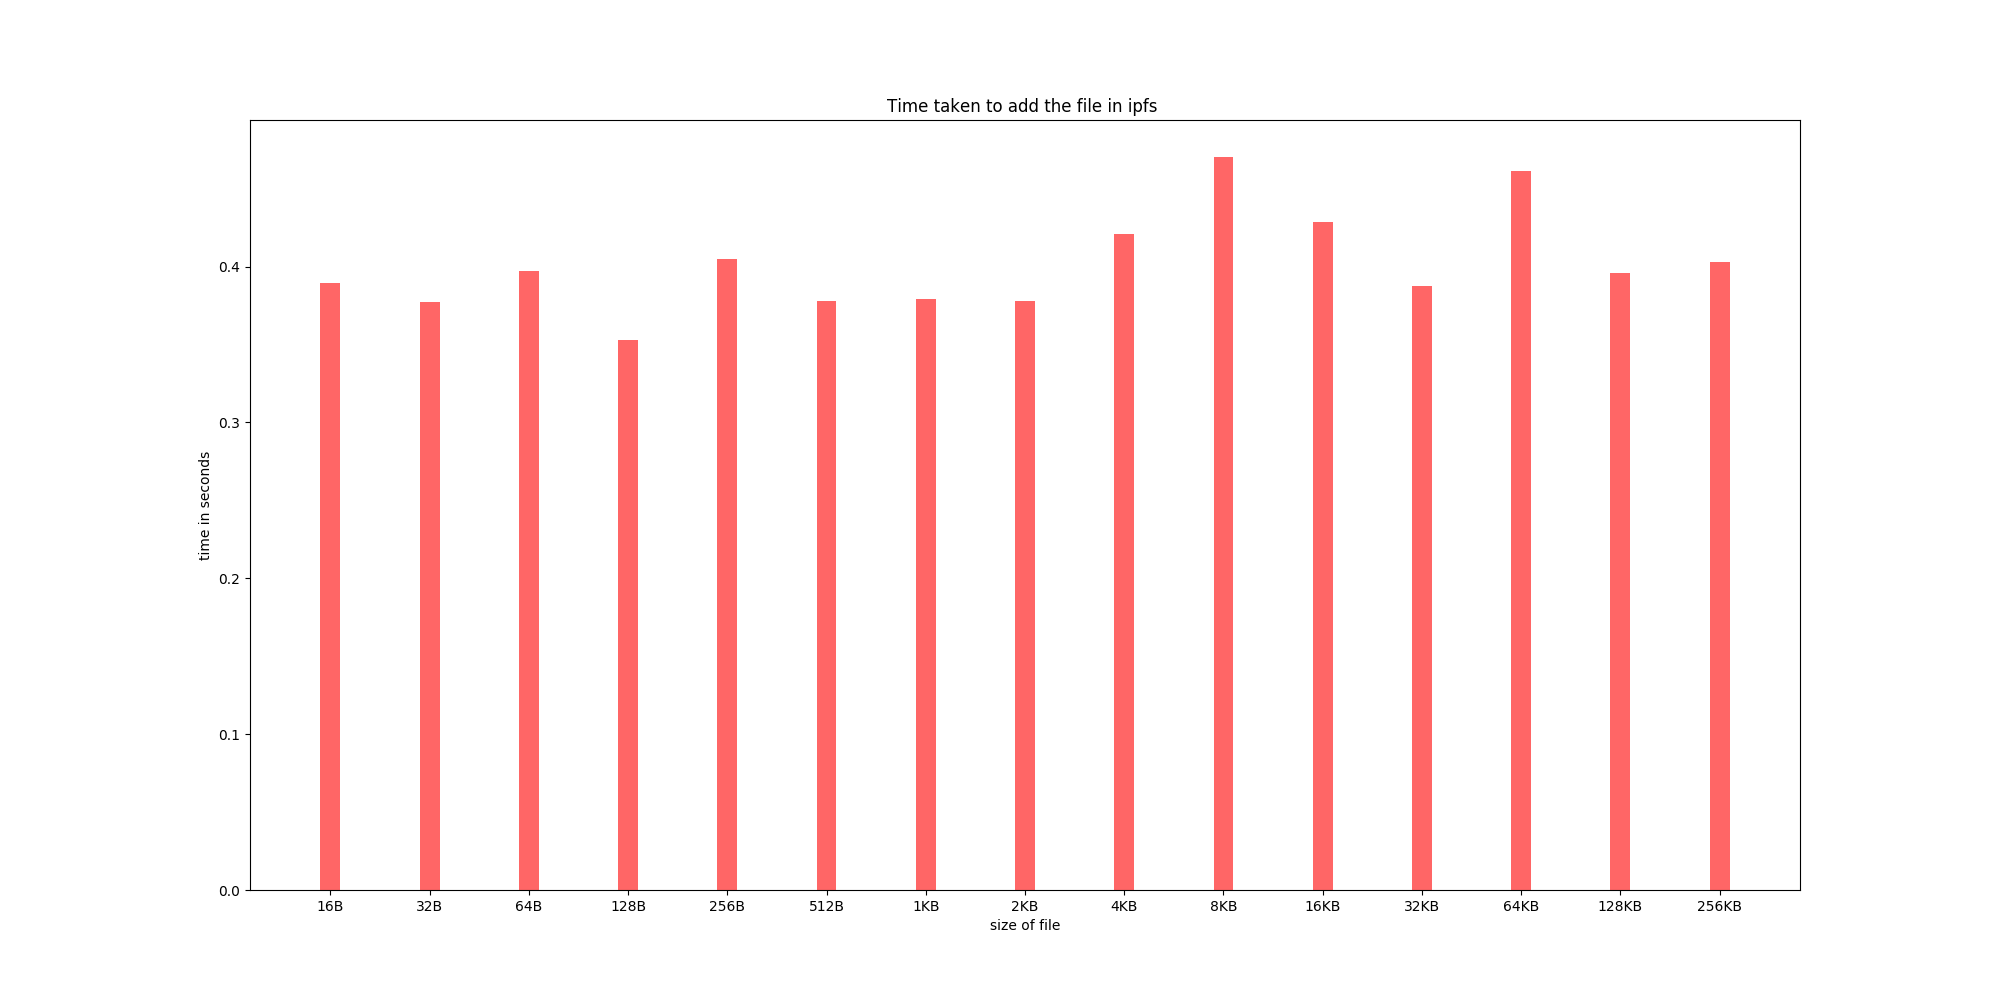 Time taken to add the file in ipfs
time in seconds
0.4
0.3
0.2
0.1
0.0
16B 32B 64B 128B 256B 512B 1KB 2KB 4KB 8KB 16KB 32KB 64KB 128KB 256KB
size of file